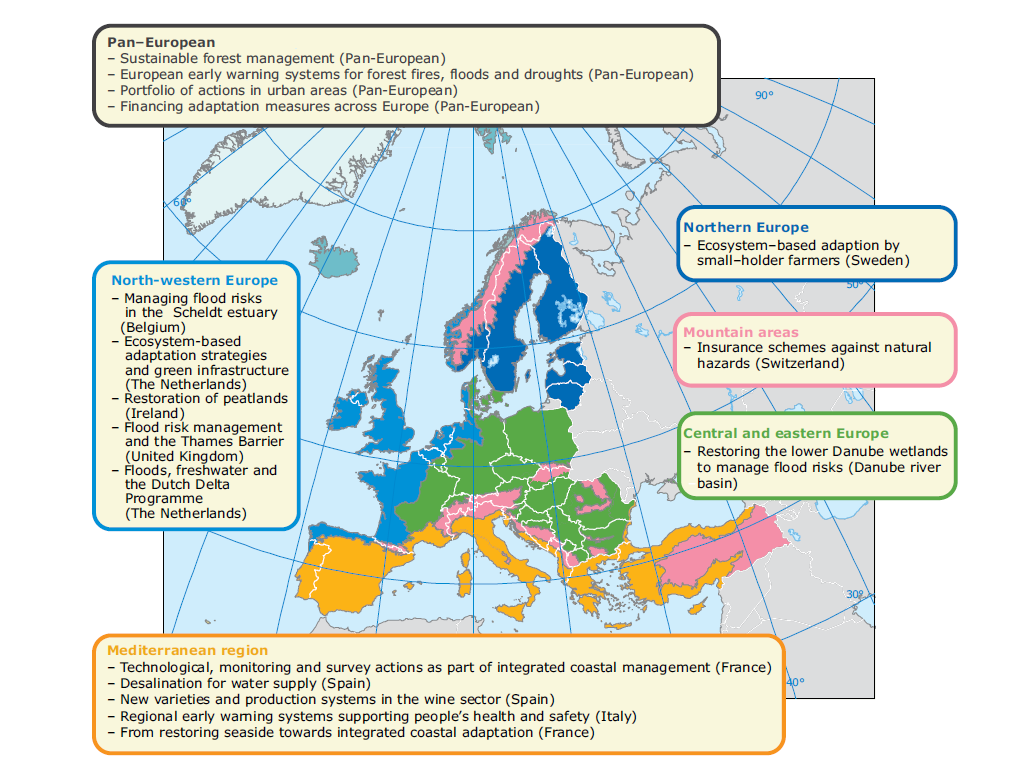 Pan–European
– Sustainable forest management (Pan-European)
– European early warning systems for forest fires, floods and droughts (Pan-European)
– Portfolio of actions in urban areas (Pan-European)
– Financing adaptation measures across Europe (Pan-European)
90°
60°
Northern Europe
– Ecosystem–based adaption by
small–holder farmers (Sweden)
50°
North-western Europe
– Managing flood risks
in the Scheldt estuary
(Belgium)
– Ecosystem-based
adaptation strategies
and green infrastructure
(The Netherlands)
– Restoration of peatlands
(Ireland)
– Flood risk management
and the Thames Barrier
(United Kingdom)
– Floods, freshwater and
the Dutch Delta
Programme
(The Netherlands)
Mountain areas
– Insurance schemes against natural
hazards (Switzerland)
Central and eastern Europe
– Restoring the lower Danube wetlands
to manage flood risks (Danube river
basin)
30°
Mediterranean region
– Technological, monitoring and survey actions as part of integrated coastal management (France)
– Desalination for water supply (Spain)
– New varieties and production systems in the wine sector (Spain)
– Regional early warning systems supporting people’s health and safety (Italy)
– From restoring seaside towards integrated coastal adaptation (France)
40°